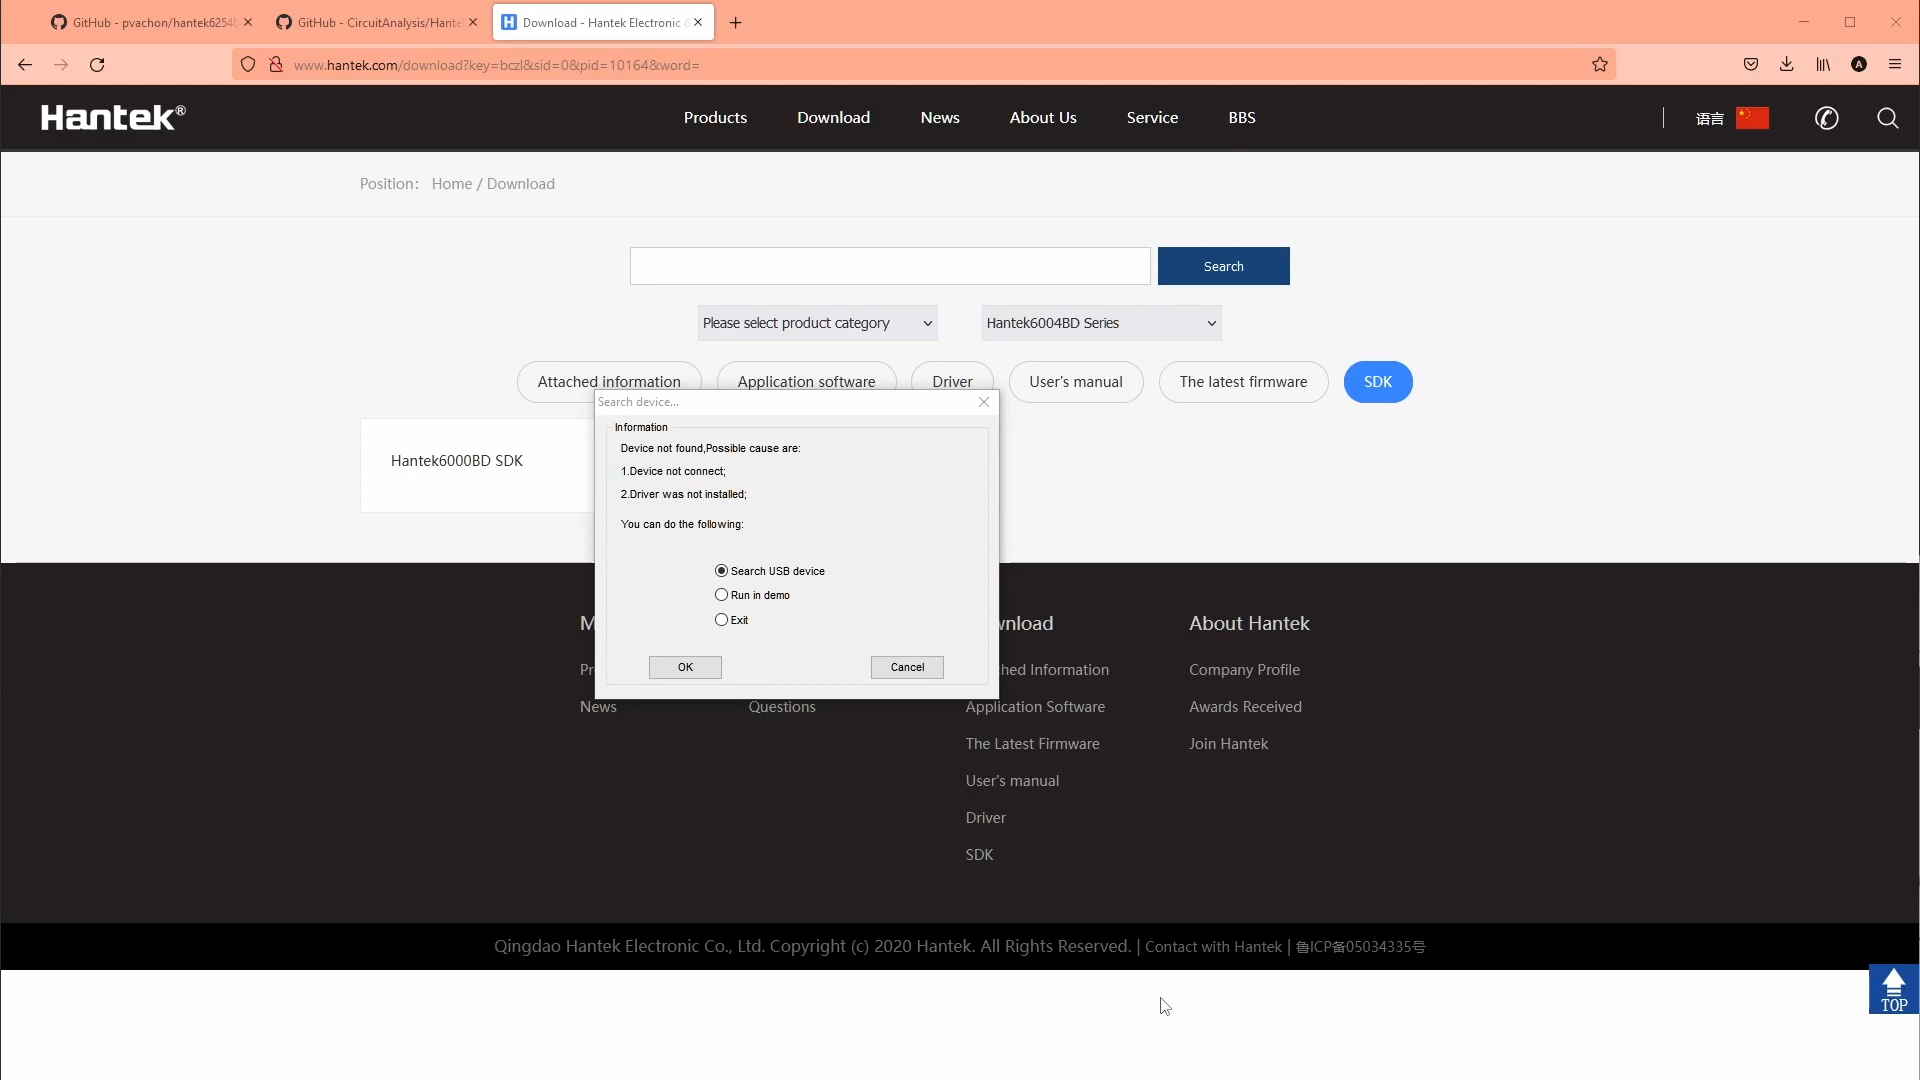 GitHub - pvachon/hantek6254b
GitHub - CircuitAnalysis/Hante
Download - Hantek Electronic
www.hantek.com/download?key=bczl&sid=0&pid=10164&word=
A
Hantek®
Products
Download
News
About Us
Service
BBS
语言
Position: Home / Download
Search
Please select product category
Hantek6004BD Series
Attached information
Application software
Driver
User's manual
The latest firmware
SDK
Hantek6000BD SDK
Search device...
Information
Device not found,Possible cause are:
1.Device not connect;
2.Driver was not installed;
You can do the following:
Search USB device
Run in demo
Exit
OK
Cancel
M
Pr
News
Questions
wnload
ched Information
Application Software
The Latest Firmware
User's manual
Driver
SDK
About Hantek
Company Profile
Awards Received
Join Hantek
Qingdao Hantek Electronic Co., Ltd. Copyright (c) 2020 Hantek. All Rights Reserved. | Contact with Hantek | 鲁ICP备05034335号
TOP